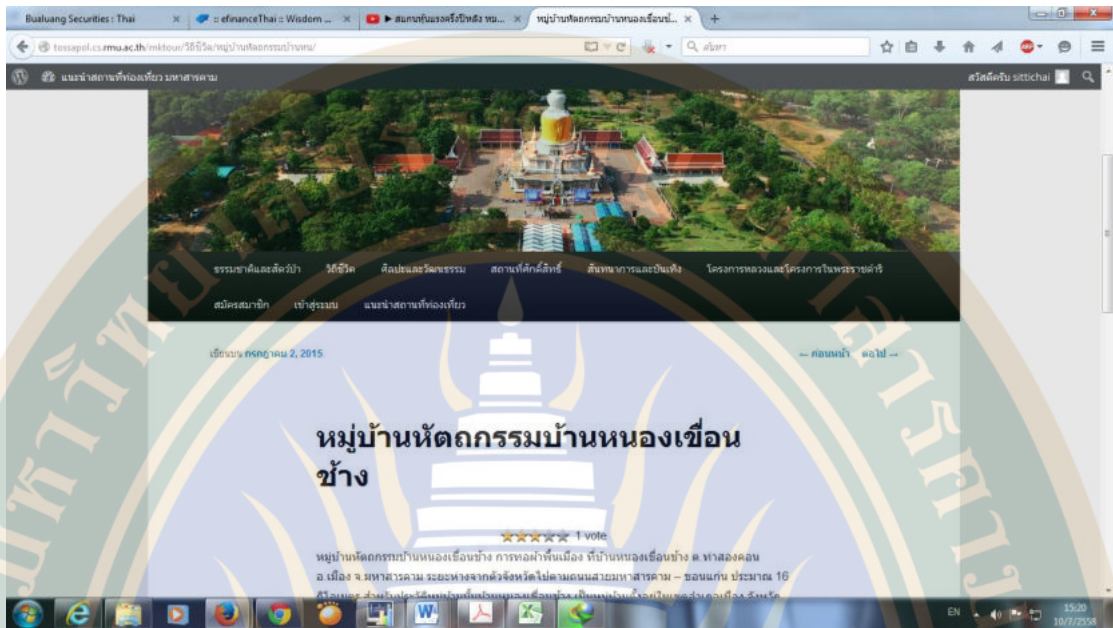 Bualuang Securities : Thai
:: efinanceThai :: Wisdom ...
หมู่บ้านหัตถกรรมบ้านหนองเขื่อนช้...
tossapol.cs.rmu.ac.th/mktour/วิถีชีวิต/หมู่บ้านหัตถกรรมบ้านหน/
ค้นหา
ABP
แนะนำสถานที่ท่องเที่ยว มหาสารคาม
สวัสดีครับ sittichai
ธรรมชาติและสัตว์ป่า วิถีชีวิต ศิลปะและวัฒนธรรม สถานที่ศักดิ์สิทธิ์ สันทนาการและบันเทิง โครงการหลวงและโครงการในพระราชดำริ
สมัครสมาชิก เข้าสู่ระบบ แนะนำสถานที่ท่องเที่ยว
เขียนบน กรกฎาคม 2, 2015
← ก่อนหน้า ต่อไป →
หมู่บ้านหัตถกรรมบ้านหนองเขื่อน
ช้าง
1 vote
หมู่บ้านหัตถกรรมบ้านหนองเขื่อนช้าง การทอผ้าพื้นเมือง ที่บ้านหนองเขื่อนช้าง ต.ท่าสองคอน
อ.เมือง จ.มหาสารคาม ระยะห่างจากตัวจังหวัดไปตามถนนสายมหาสารคาม – ขอนแก่น ประมาณ 16
EN
15:20
10/7/2558